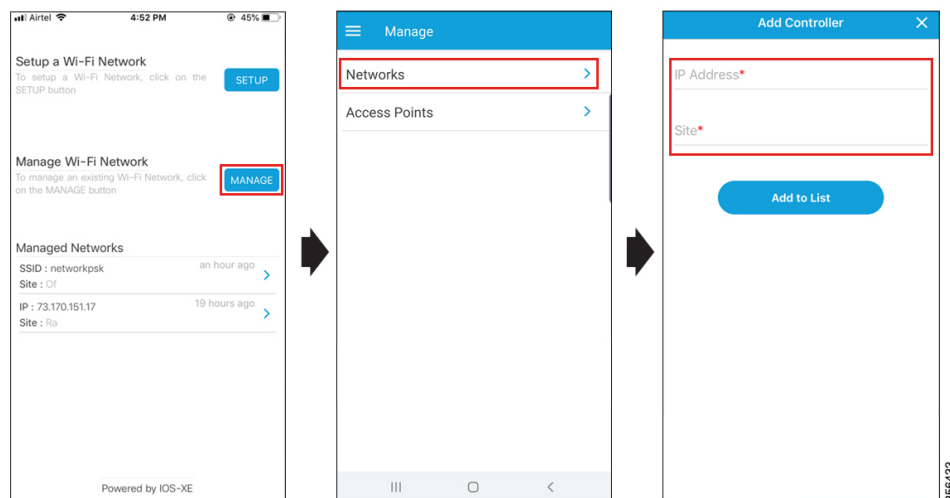 Airtel 4:52 PM 45%
Setup a Wi-Fi Network
To setup a Wi-Fi Network, click on the
SETUP button
SETUP
Manage Wi-Fi Network
To manage an existing Wi-Fi Network, click
on the MANAGE button
MANAGE
Managed Networks
SSID : networkpsk an hour ago
Site : Of
IP : 73.170.151.17 19 hours ago
Site : Ra
Powered by IOS-XE
Manage
Networks
Access Points
Add Controller
IP Address*
Site*
Add to List